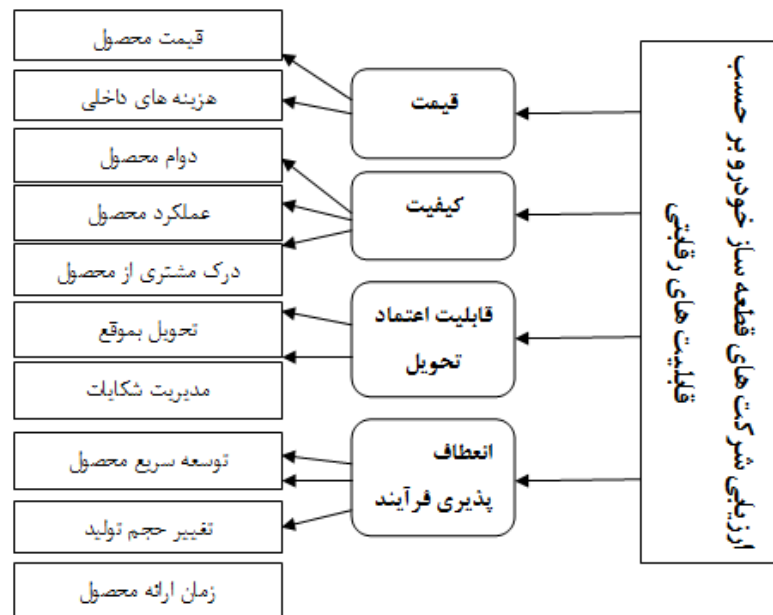 ارزیابی شرکت های قطعه ساز خودرو بر حسب
قابلیت های رقابتی
قیمت
کیفیت
قابلیت اعتماد
تحویل
انعطاف
پذیری فرآیند
قیمت محصول
هزینه های داخلی
دوام محصول
عملکرد محصول
درک مشتری از محصول
تحویل بموقع
مدیریت شکایات
توسعه سریع محصول
تغییر حجم تولید
زمان ارائه محصول